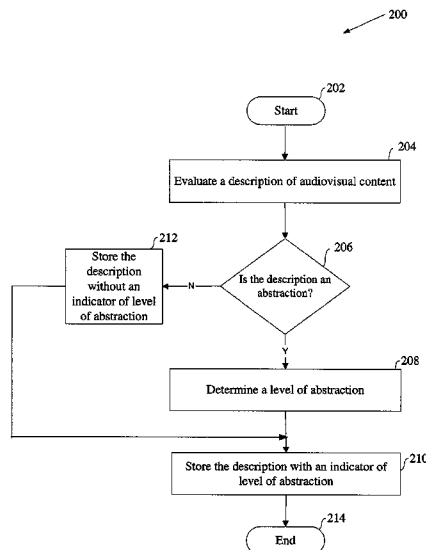 200
202
Start
204
Evaluate a description of audiovisual content
212
Store the
description
without an
indicator of level
of abstraction
206
Is the description an
abstraction?
N
Y
208
Determine a level of abstraction
210
Store the description with an indicator of
level of abstraction
214
End